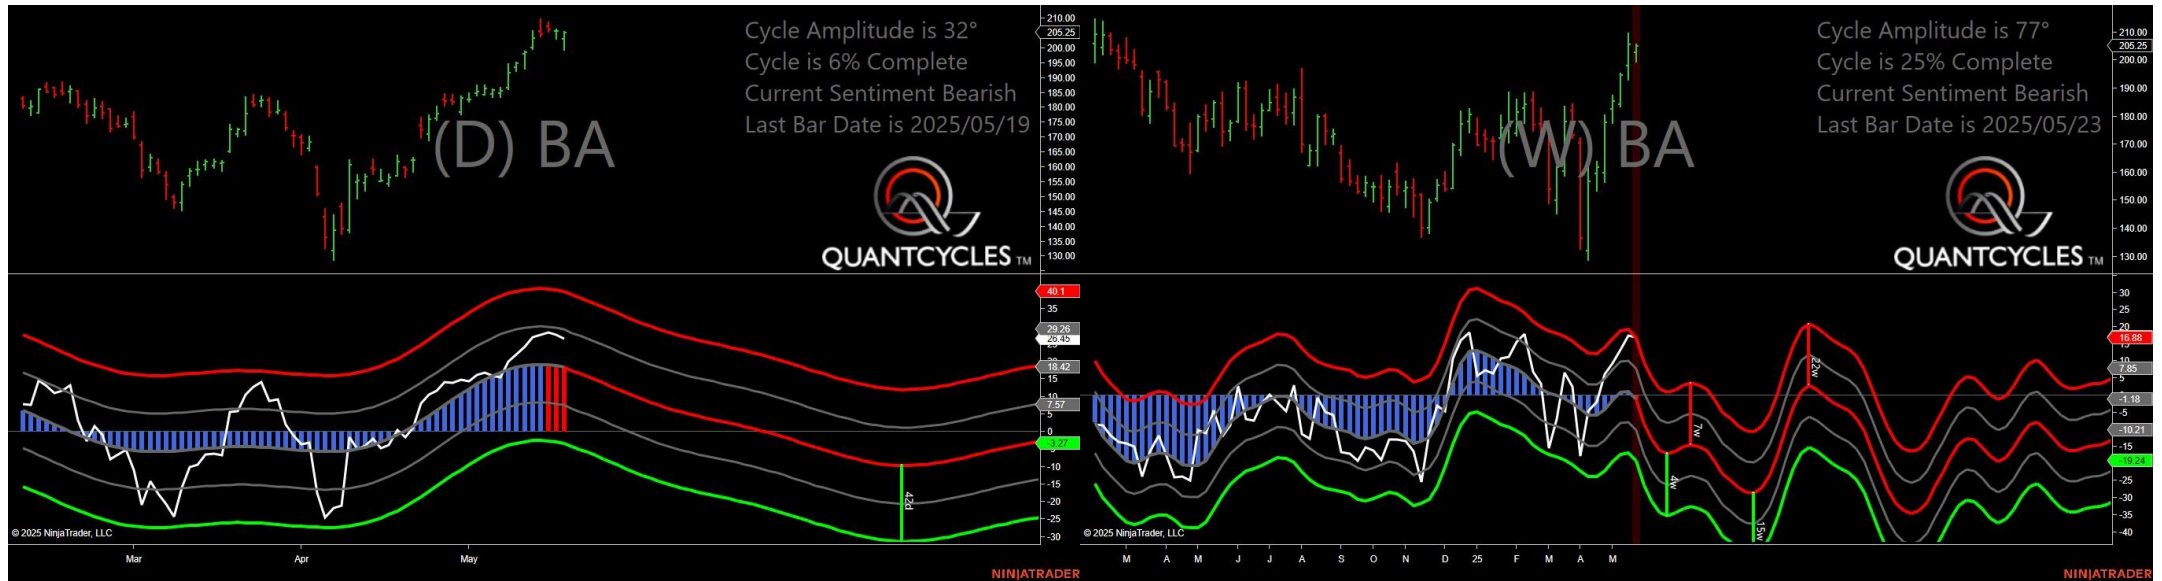 Cycle Amplitude is 32°
Cycle is 6% Complete
Current Sentiment Bearish
Last Bar Date is 2025/05/19
(D) BA
QUANTCYCLES TM
210.00
205.25
200.00
195.00
190.00
185.00
180.00
175.00
170.00
165.00
160.00
155.00
150.00
145.00
140.00
135.00
130.00
40.1
35
29.26
26.45
18.42
15
10
7.57
5
0
-3.27
-10
-15
-20
-25
-30
42d
© 2025 NinjaTrader, LLC
Mar
Apr
May
NINJATRADER
Cycle Amplitude is 77°
Cycle is 25% Complete
Current Sentiment Bearish
Last Bar Date is 2025/05/23
(W) BA
QUANTCYCLES TM
210.00
205.25
200.00
190.00
180.00
170.00
160.00
150.00
140.00
130.00
30
25
20
16.88
10
7.85
5
-1.18
-5
-10.21
-15
-19.24
-25
-30
-35
-40
22w
7w
4w
15w
© 2025 NinjaTrader, LLC
M A M J J A S O N D 25 F M A M
NINJATRADER